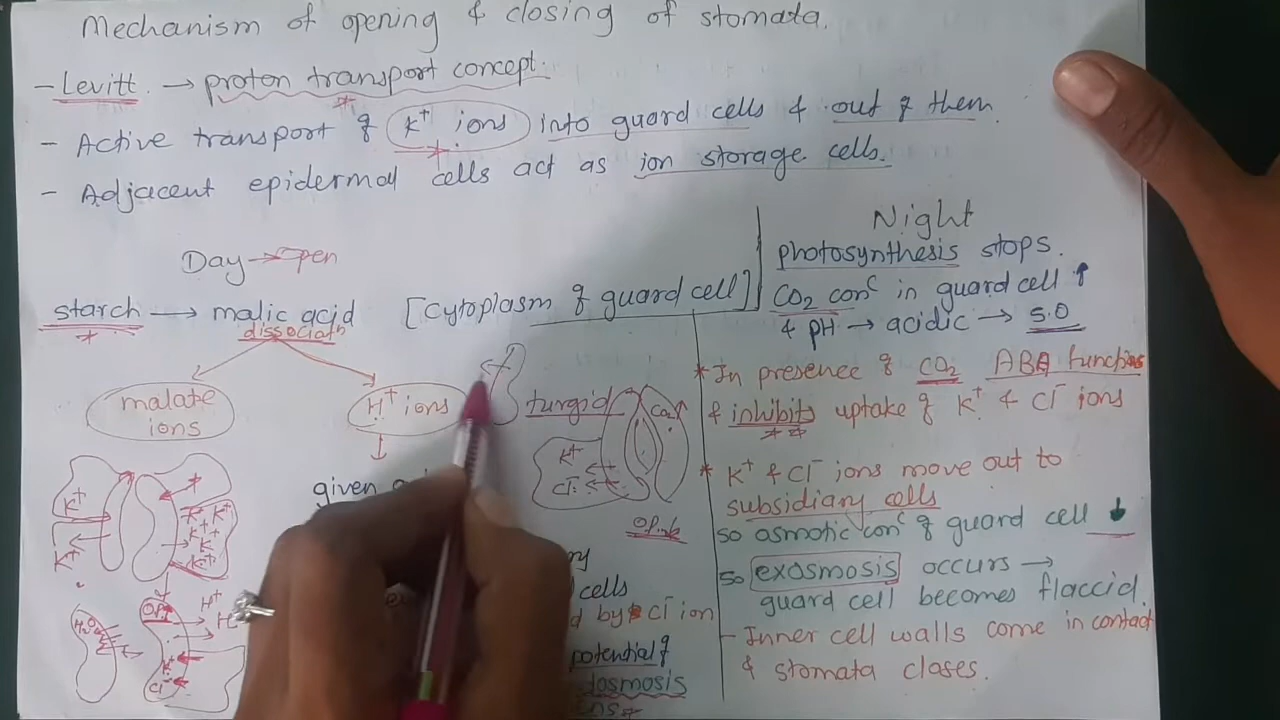 Mechanism of opening & closing of stomata.
- Levitt → proton transport concept.
- Active transport of K+ ions into guard cells & out of them.
- Adjacent epidermal cells act as ion storage cells.
Day → Open
starch → malic acid [cytoplasm of guard cell]
dissociatn
malate ions
H+ ions
given
turgid
K+
Cl-
K+
K+
K+
K+
K+
H+
H2O
K+
Cl-
cells
d by Cl- ion
potential of
dosmosis
Night
photosynthesis stops.
CO2 conc in guard cell ↑
& pH → acidic → 5.0
* In presence of CO2 ABA functions
& inhibits uptake of K+ & Cl- ions
* K+ & Cl- ions move out to
subsidiary cells
so osmotic conc of guard cell ↓
so exosmosis occurs →
guard cell becomes flaccid.
- Inner cell walls come in contact
& stomata closes.